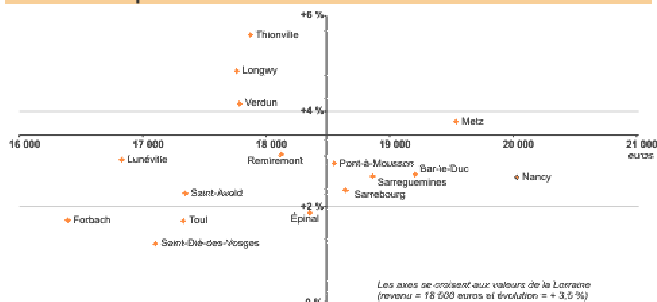 +6 %
Thionville
Longwy
Verdun
+4 %
Metz
16 000 17 000 18 000 19 000 20 000 21 000
euros
Lunéville
Remiremont
Pont-à-Mousson
Bar-le-Duc
Sarreguemines
Nancy
Saint-Avold
Sarrebourg
+2 %
Forbach
Toul
Épinal
Saint-Dié-des-Vosges
0 %
Les axes se croisent aux valeurs de la Lorraine
(revenu = 18 500 euros et évolution = + 3,5 %)